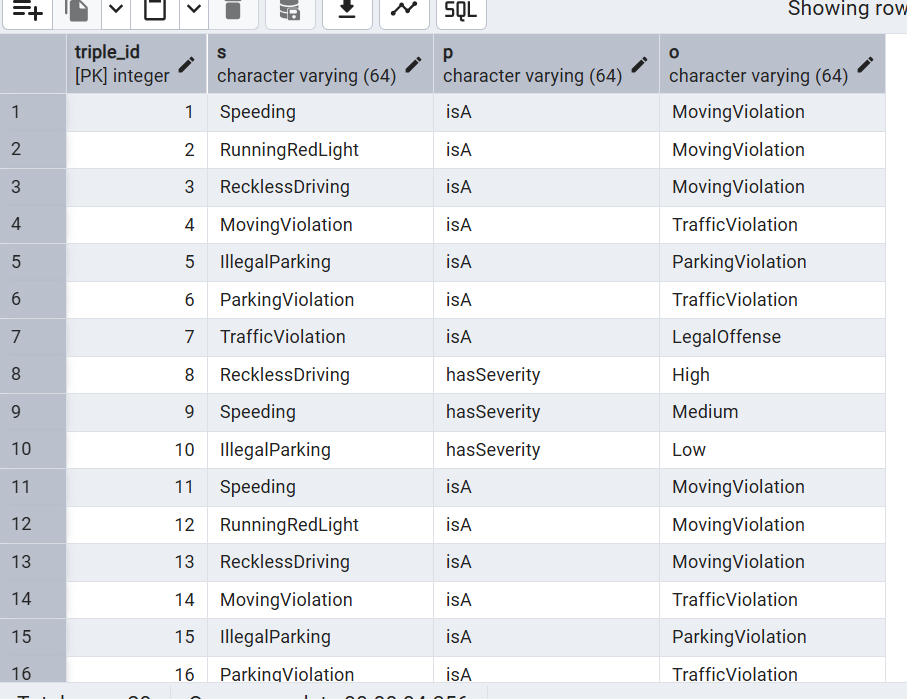 SQL
Showing row
triple_id
[PK] integer
s
character varying (64)
p
character varying (64)
o
character varying (64)
1 1 Speeding isA MovingViolation
2 2 RunningRedLight isA MovingViolation
3 3 RecklessDriving isA MovingViolation
4 4 MovingViolation isA TrafficViolation
5 5 IllegalParking isA ParkingViolation
6 6 ParkingViolation isA TrafficViolation
7 7 TrafficViolation isA LegalOffense
8 8 RecklessDriving hasSeverity High
9 9 Speeding hasSeverity Medium
10 10 IllegalParking hasSeverity Low
11 11 Speeding isA MovingViolation
12 12 RunningRedLight isA MovingViolation
13 13 RecklessDriving isA MovingViolation
14 14 MovingViolation isA TrafficViolation
15 15 IllegalParking isA ParkingViolation
16 16 ParkingViolation isA TrafficViolation